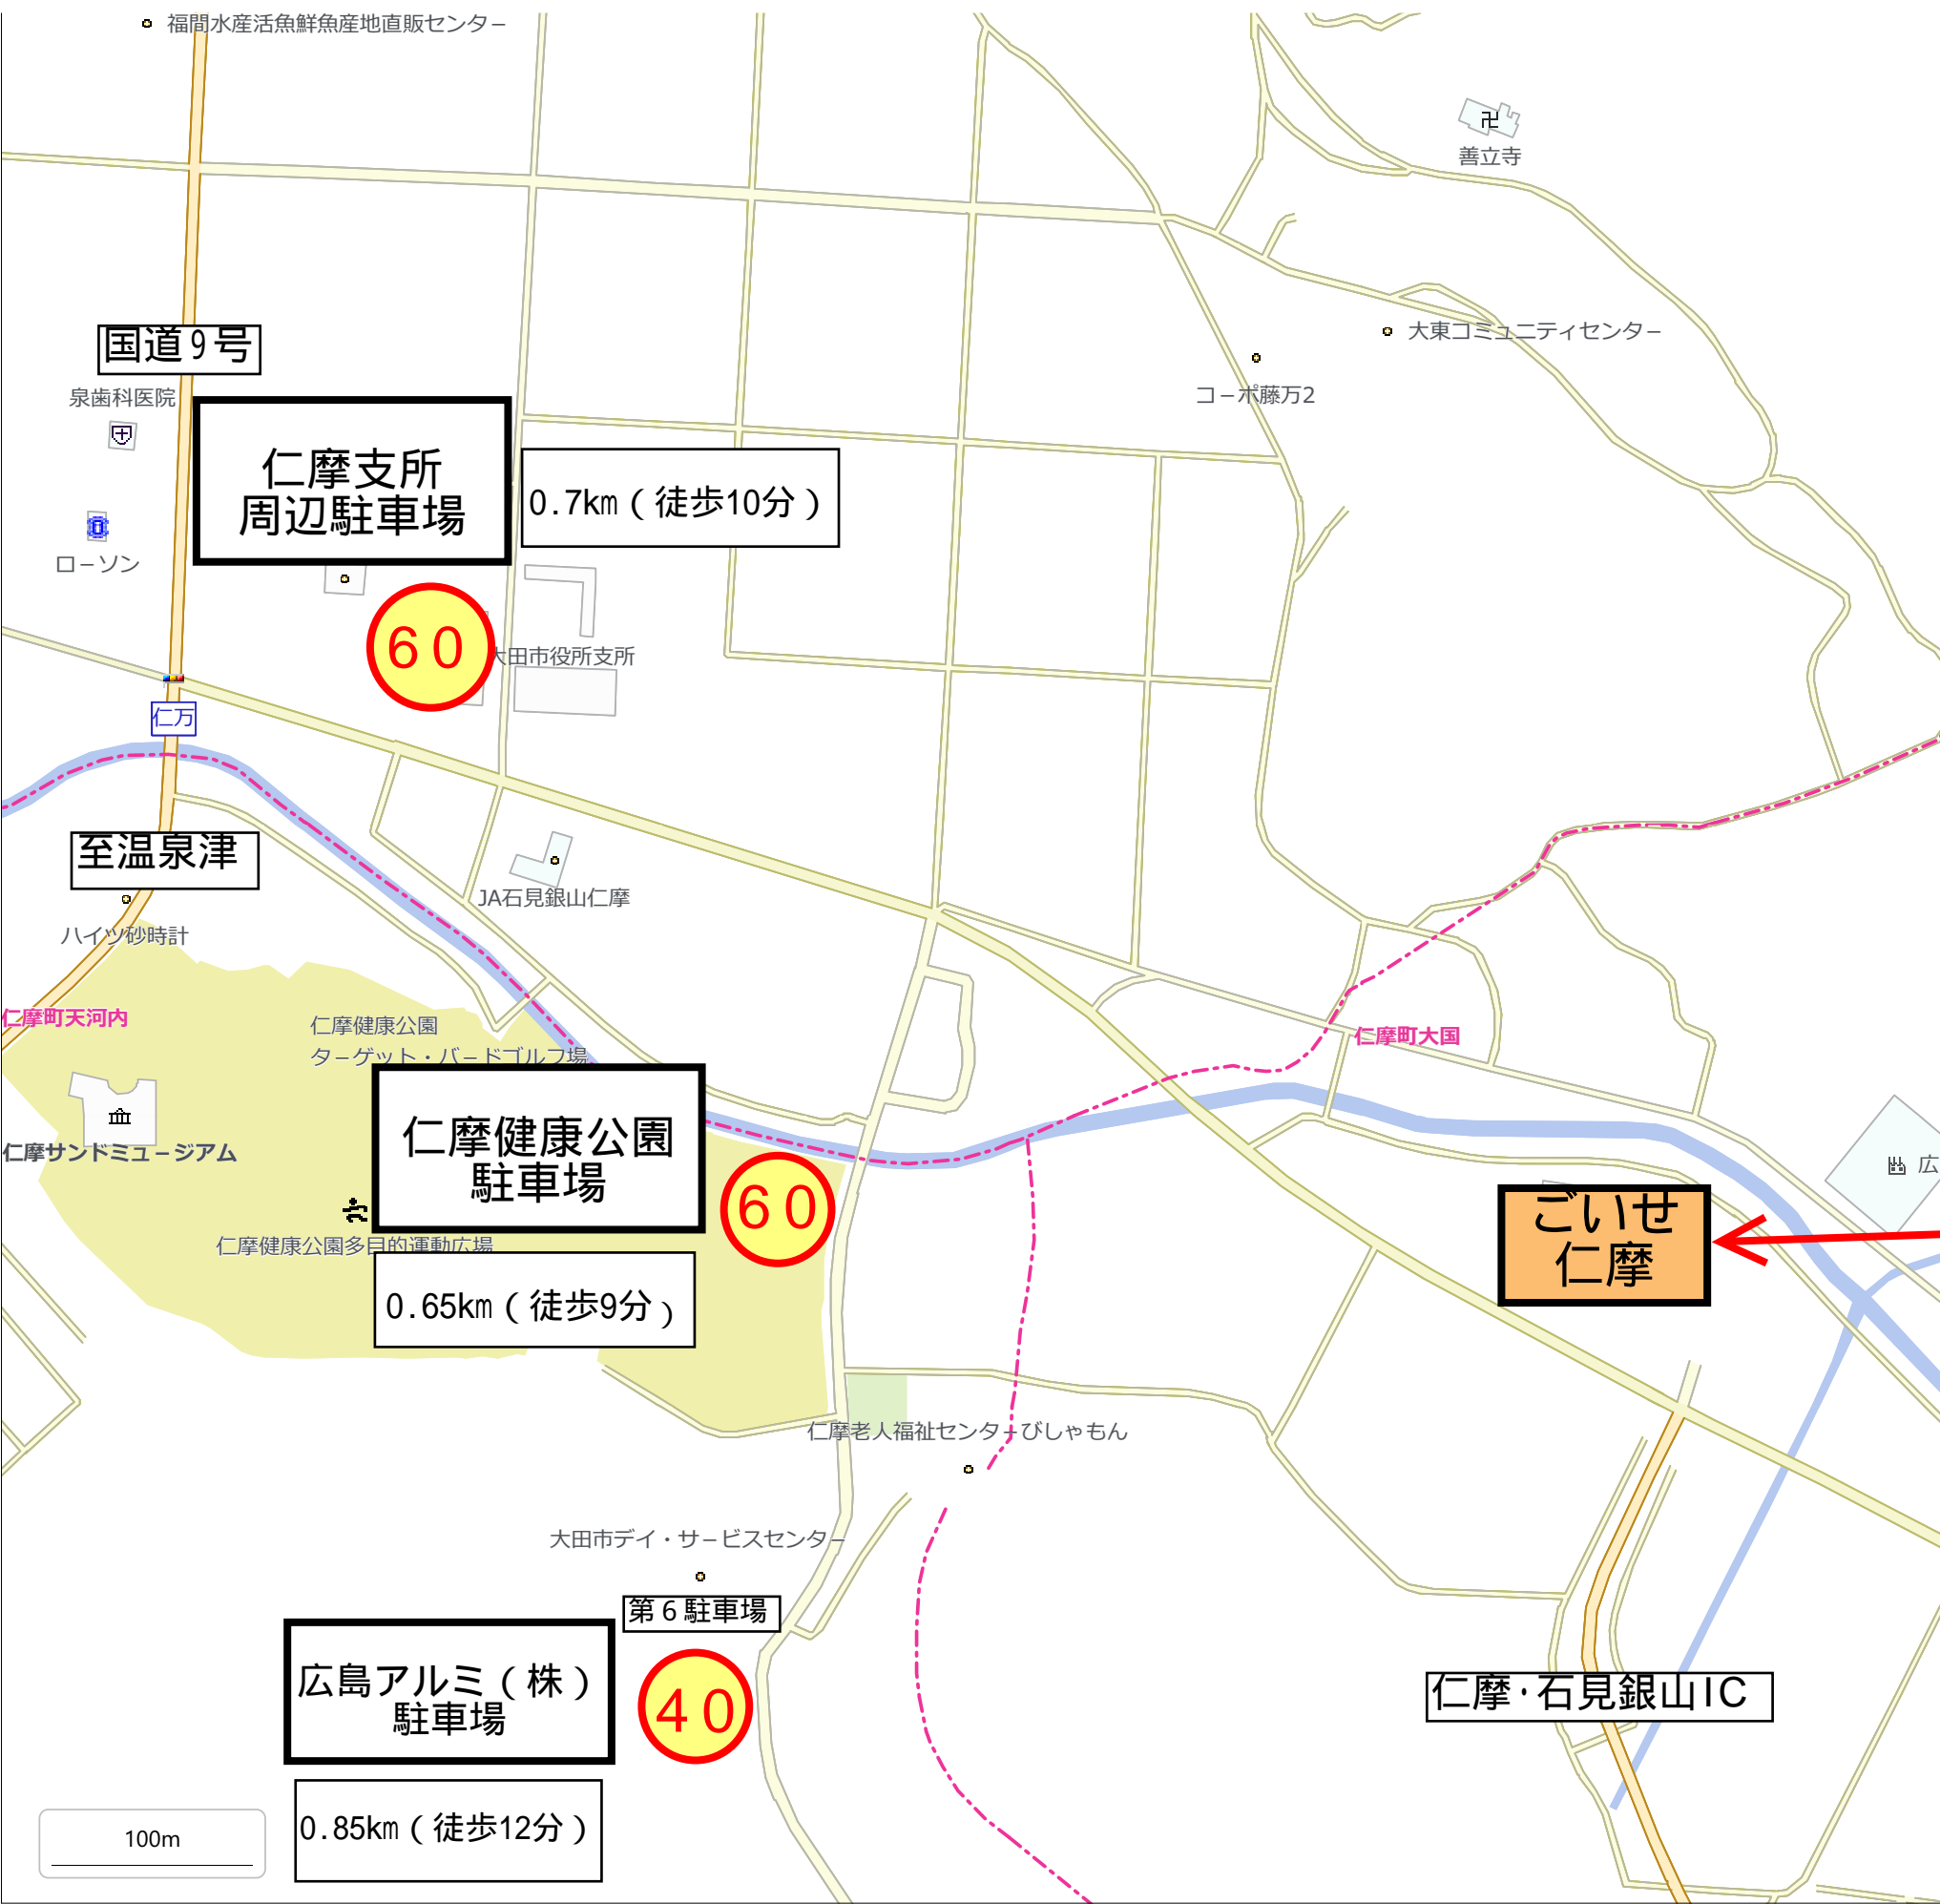 福間水産活魚鮮魚産地直販センター
卍
善立寺
国道9号
大東コミュニティセンター
コーポ藤万2
泉歯科医院
仁摩支所
周辺駐車場
0.7km（徒歩10分）
ローソン
60
大田市役所支所
仁万
至温泉津
JA石見銀山仁摩
ハイツ砂時計
仁摩町天河内
仁摩健康公園
ターゲット・バードゴルフ場
仁摩町大国
仁摩健康公園
駐車場
60
仁摩サンドミュージアム
広
ごいせ
仁摩
仁摩健康公園多目的運動広場
0.65km（徒歩9分）
仁摩老人福祉センターびしゃもん
大田市デイ・サービスセンター
第6駐車場
広島アルミ（株）
駐車場
40
仁摩・石見銀山IC
0.85km（徒歩12分）
100m